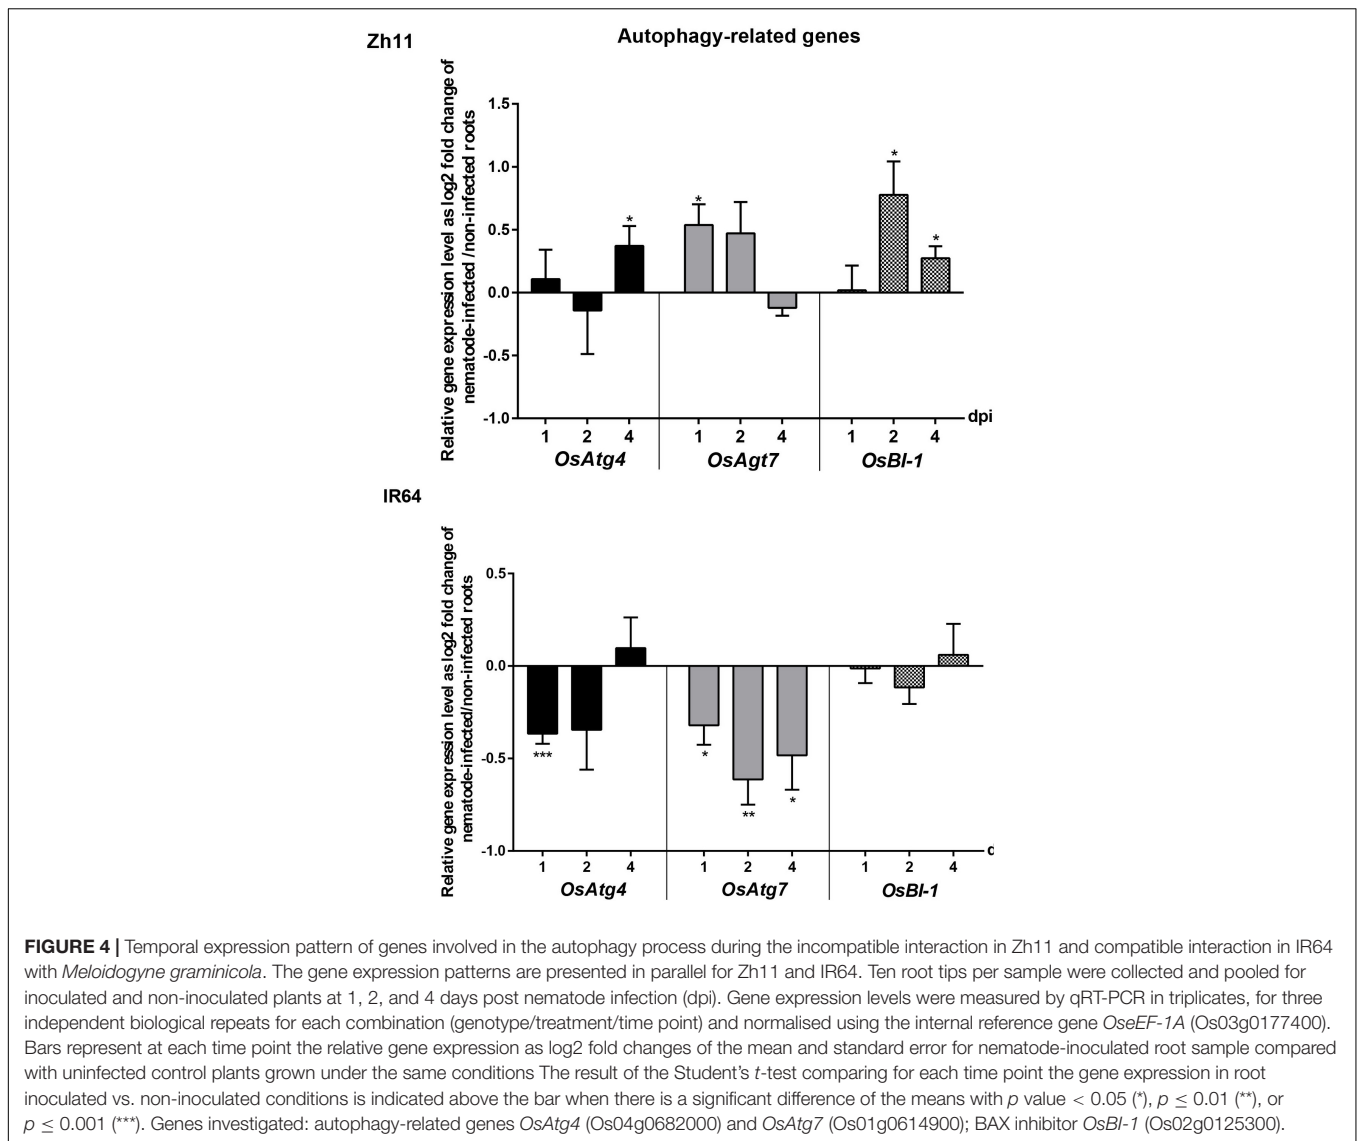 Zh11
Autophagy-related genes
Relative gene expression level as log2 fold change of
nematode-infected /non-infected roots
1.5
1.0
0.5
0.0
-0.5
-1.0
*
*
*
*
dpi
1 2 4 1 2 4 1 2 4
OsAtg4 OsAgt7 OsBI-1
IR64
Relative gene expression level as log2 fold change of
nematode-infected/non-infected roots
0.5
0.0
-0.5
-1.0
***
*
**
*
1 2 4 1 2 4 1 2 4
OsAtg4 OsAtg7 OsBI-1
FIGURE 4 | Temporal expression pattern of genes involved in the autophagy process during the incompatible interaction in Zh11 and compatible interaction in IR64
with Meloidogyne graminicola. The gene expression patterns are presented in parallel for Zh11 and IR64. Ten root tips per sample were collected and pooled for
inoculated and non-inoculated plants at 1, 2, and 4 days post nematode infection (dpi). Gene expression levels were measured by qRT-PCR in triplicates, for three
independent biological repeats for each combination (genotype/treatment/time point) and normalised using the internal reference gene OseEF-1A (Os03g0177400).
Bars represent at each time point the relative gene expression as log2 fold changes of the mean and standard error for nematode-inoculated root sample compared
with uninfected control plants grown under the same conditions The result of the Student's t-test comparing for each time point the gene expression in root
inoculated vs. non-inoculated conditions is indicated above the bar when there is a significant difference of the means with p value < 0.05 (*), p ≤ 0.01 (**), or
p ≤ 0.001 (***). Genes investigated: autophagy-related genes OsAtg4 (Os04g0682000) and OsAtg7 (Os01g0614900); BAX inhibitor OsBI-1 (Os02g0125300).